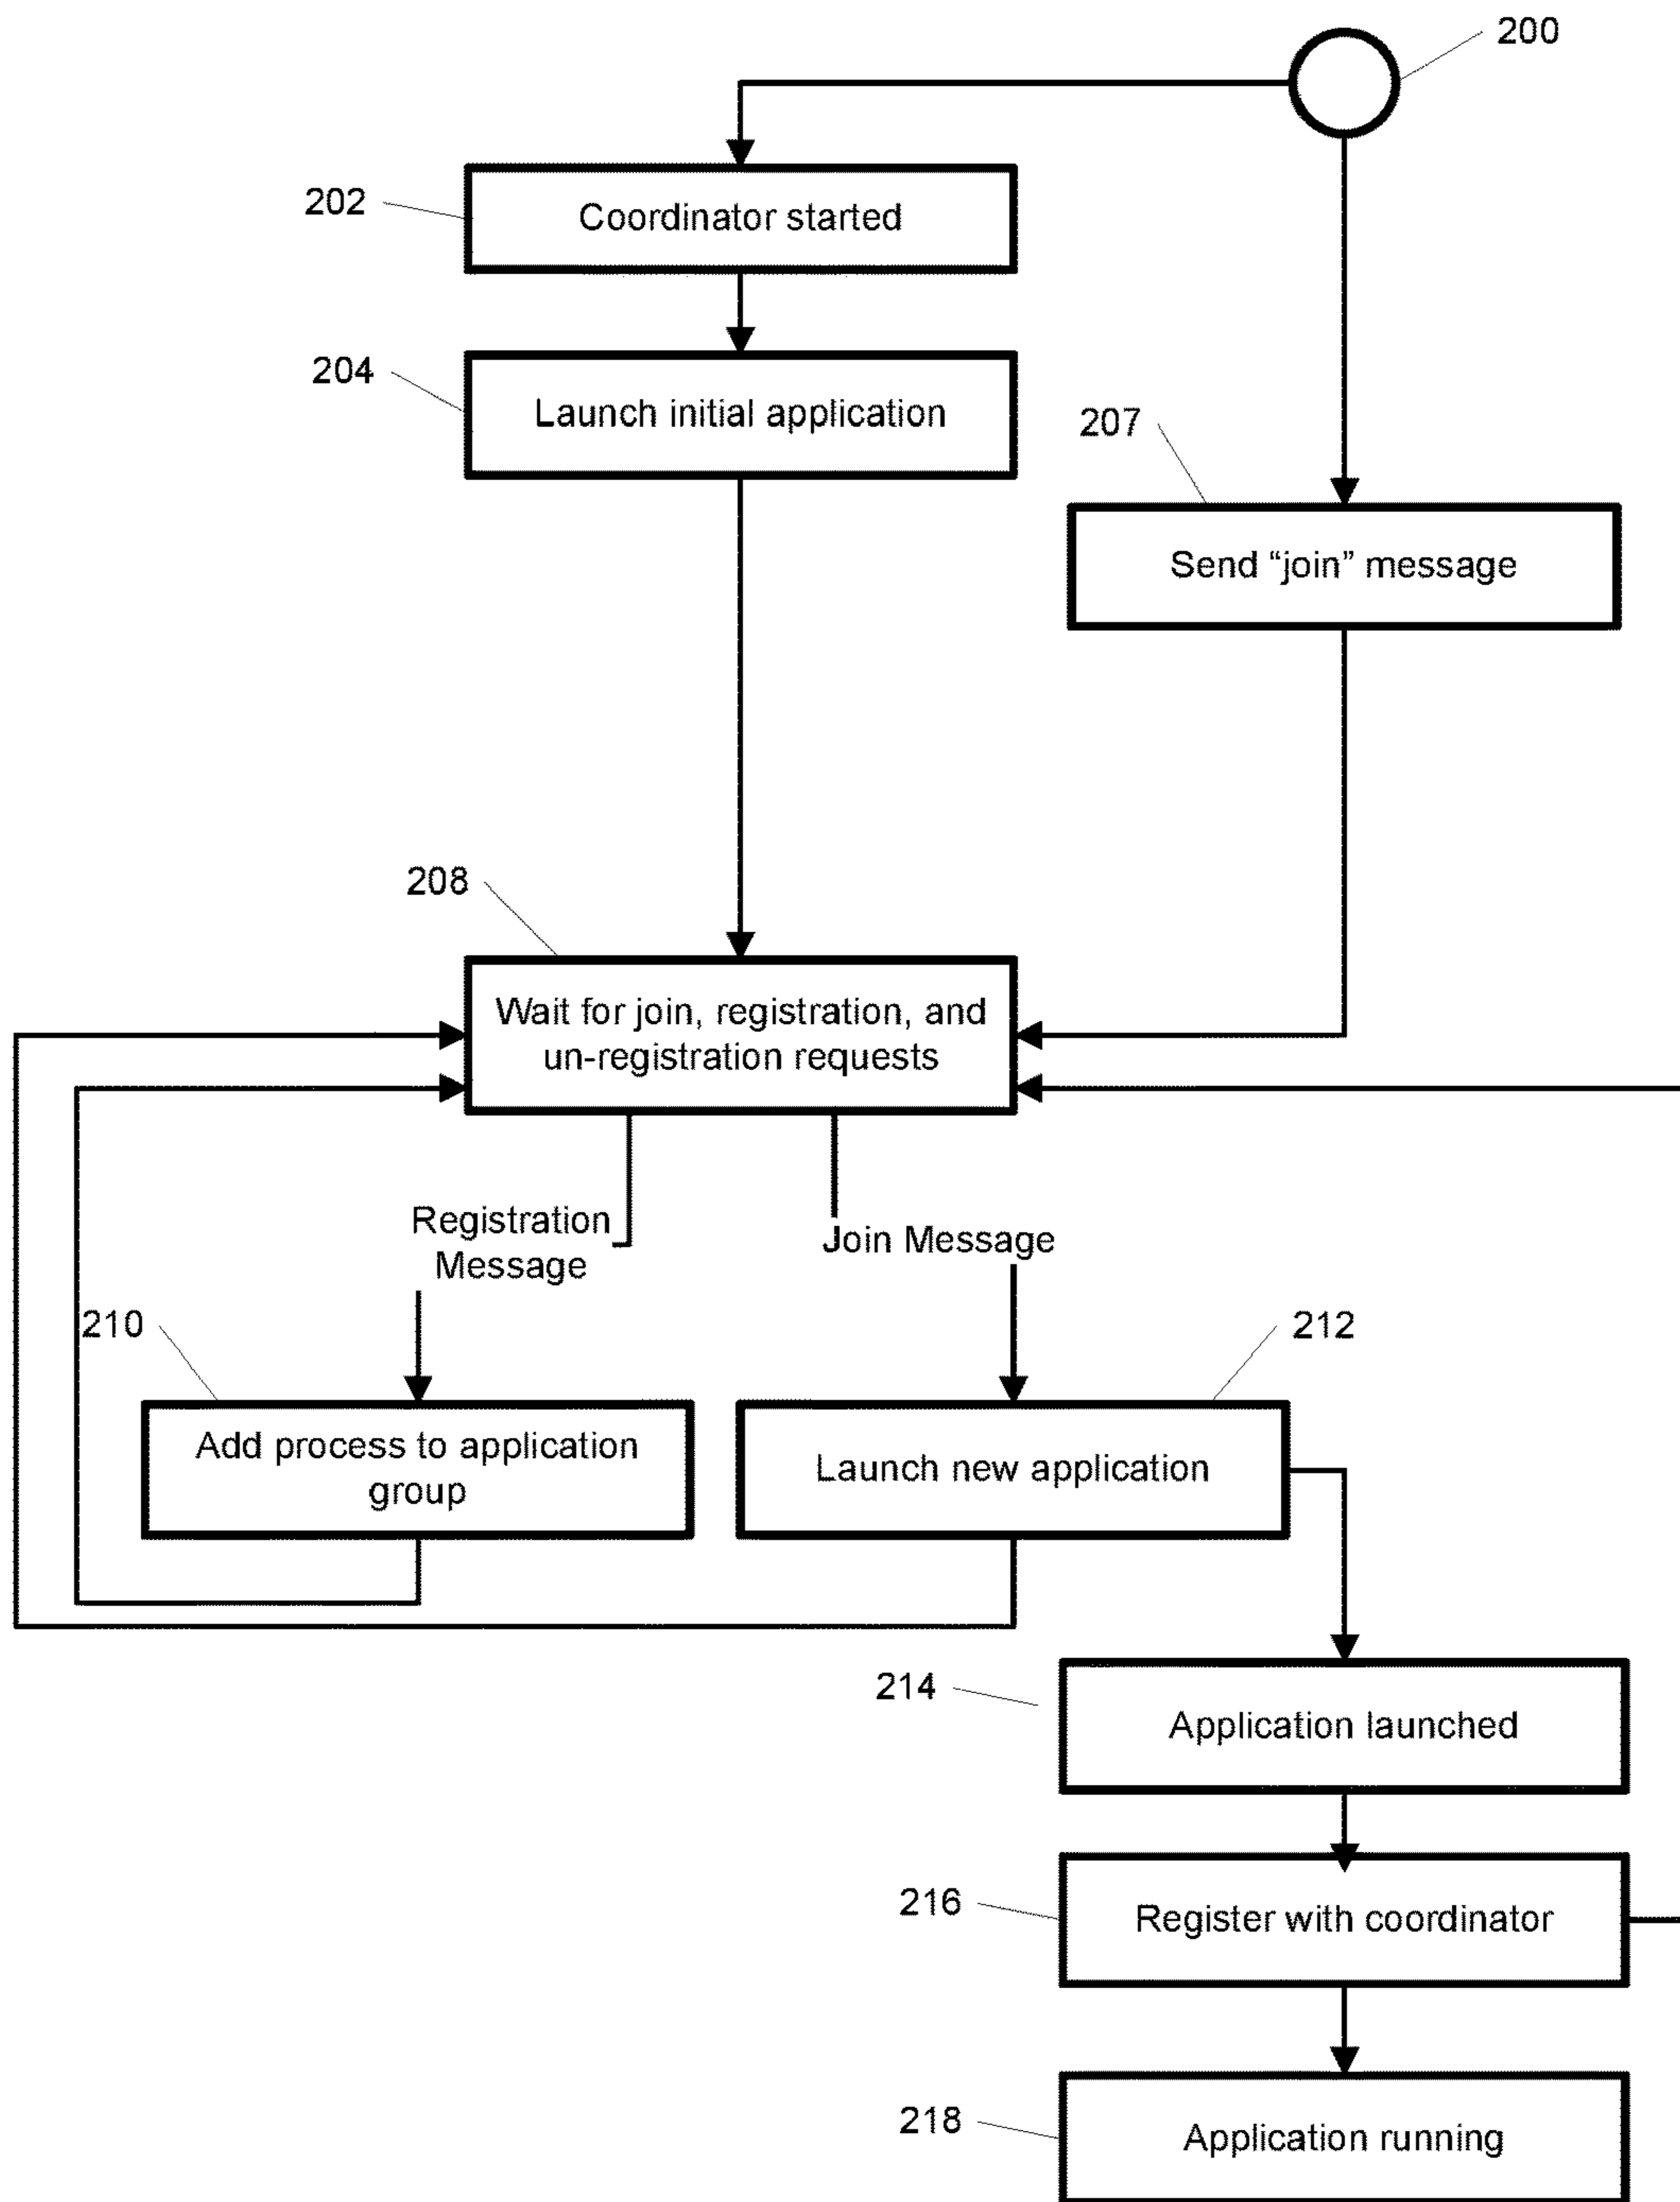 200
202
Coordinator started
204
Launch initial application
207
Send “join” message
208
Wait for join, registration, and
un-registration requests
Registration
Message
Join Message
210
212
Add process to application
group
Launch new application
214
Application launched
216
Register with coordinator
218
Application running